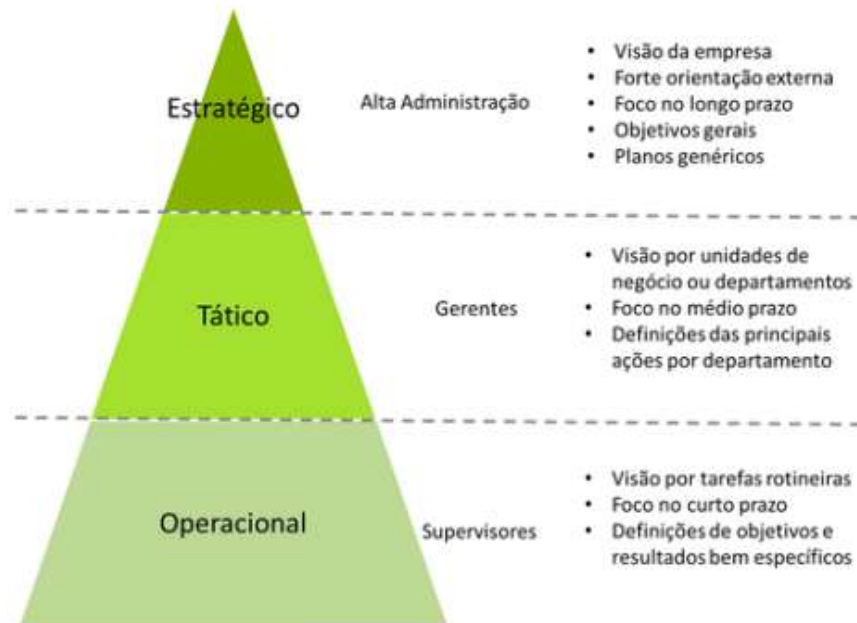 Estratégico
Alta Administração
• Visão da empresa
• Forte orientação externa
• Foco no longo prazo
• Objetivos gerais
• Planos genéricos
Tático
Gerentes
• Visão por unidades de
negócio ou departamentos
• Foco no médio prazo
• Definições das principais
ações por departamento
Operacional
Supervisores
• Visão por tarefas rotineiras
• Foco no curto prazo
• Definições de objetivos e
resultados bem específicos